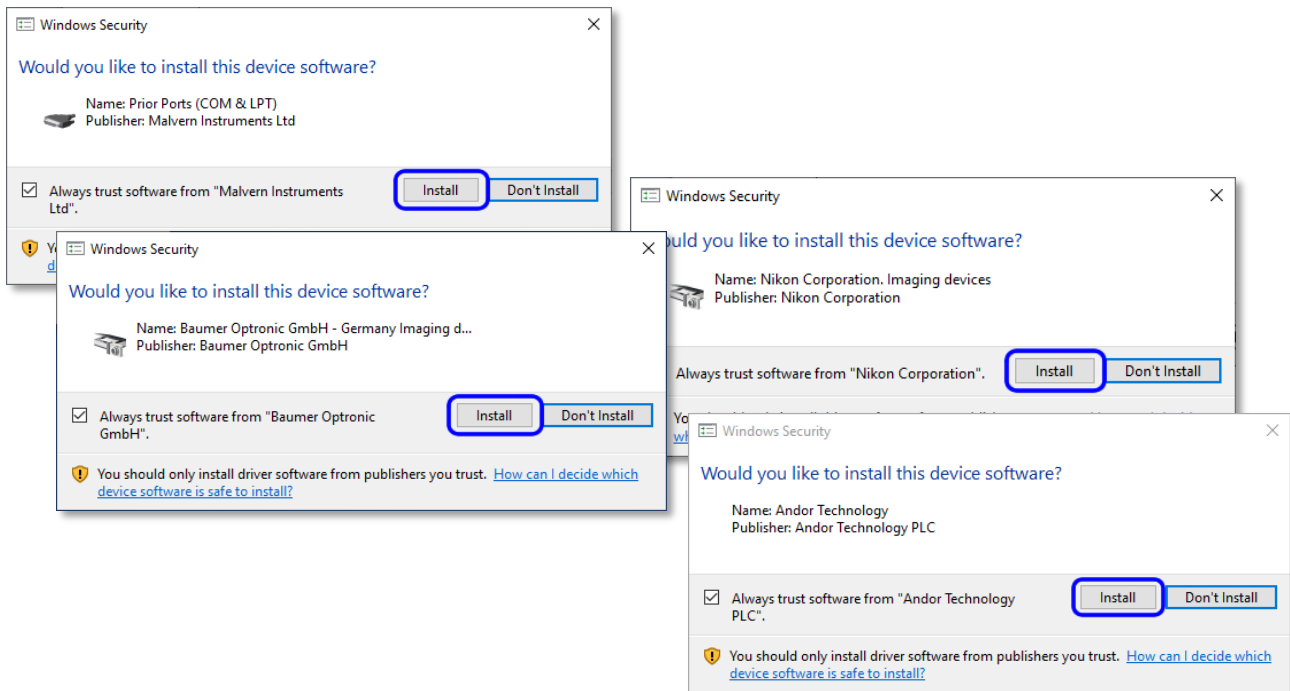 Windows Security
Would you like to install this device software?
Name: Prior Ports (COM & LPT)
Publisher: Malvern Instruments Ltd
Always trust software from "Malvern Instruments
Ltd".
Install
Don't Install
Windows Security
Would you like to install this device software?
Name: Baumer Optronic GmbH - Germany Imaging d...
Publisher: Baumer Optronic GmbH
Always trust software from "Baumer Optronic
GmbH".
Install
Don't Install
You should only install driver software from publishers you trust. How can I decide which
device software is safe to install?
Windows Security
ould you like to install this device software?
Name: Nikon Corporation. Imaging devices
Publisher: Nikon Corporation
Always trust software from "Nikon Corporation".
Install
Don't Install
Windows Security
Would you like to install this device software?
Name: Andor Technology
Publisher: Andor Technology PLC
Always trust software from "Andor Technology
PLC".
Install
Don't Install
You should only install driver software from publishers you trust. How can I decide which
device software is safe to install?